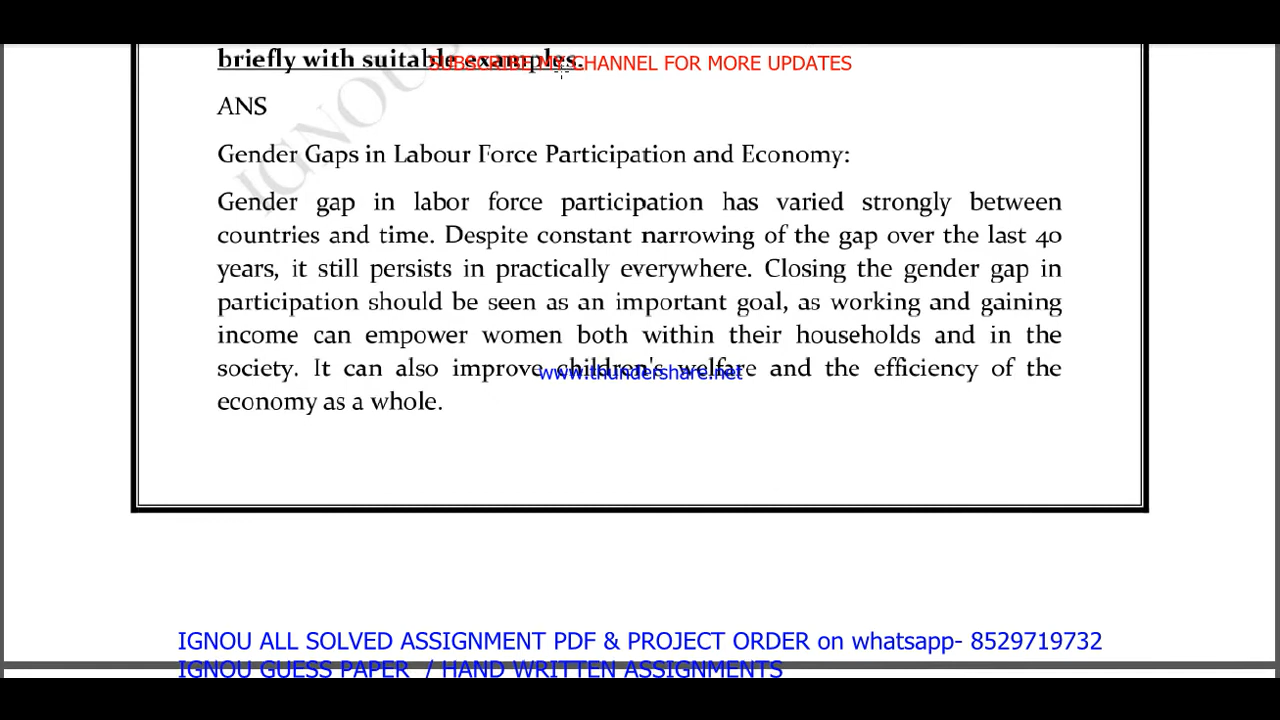 briefly with suitable examples.
SUBSCRIBE MY CHANNEL FOR MORE UPDATES
ANS
IGNOU
Gender Gaps in Labour Force Participation and Economy:
Gender gap in labor force participation has varied strongly between
countries and time. Despite constant narrowing of the gap over the last 40
years, it still persists in practically everywhere. Closing the gender gap in
participation should be seen as an important goal, as working and gaining
income can empower women both within their households and in the
society. It can also improve children's welfare and the efficiency of the
www.thundershare.net
economy as a whole.
IGNOU ALL SOLVED ASSIGNMENT PDF & PROJECT ORDER on whatsapp- 8529719732
IGNOU GUESS PAPER / HAND WRITTEN ASSIGNMENTS